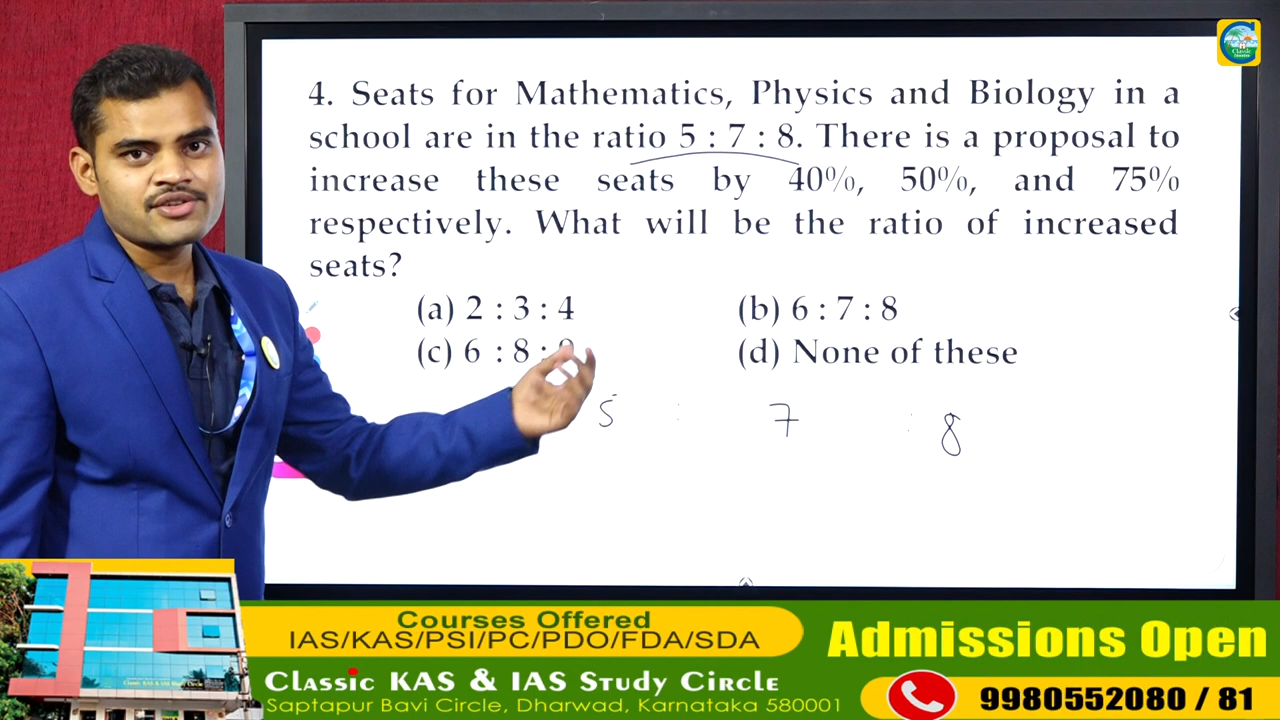 4. Seats for Mathematics, Physics and Biology in a
school are in the ratio 5 : 7 : 8. There is a proposal to
increase these seats by 40%, 50%, and 75%
respectively. What will be the ratio of increased
seats?
(a) 2 : 3 : 4 (b) 6 : 7 : 8
(c) 6 : 8 : (d) None of these
5 : 7 : 8
Courses Offered
IAS/KAS/PSI/PC/PDO/FDA/SDA
Classic KAS & IAS Study Circle
Saptapur Bavi Circle, Dharwad, Karnataka 580001
Admissions Open
9980552080 / 81